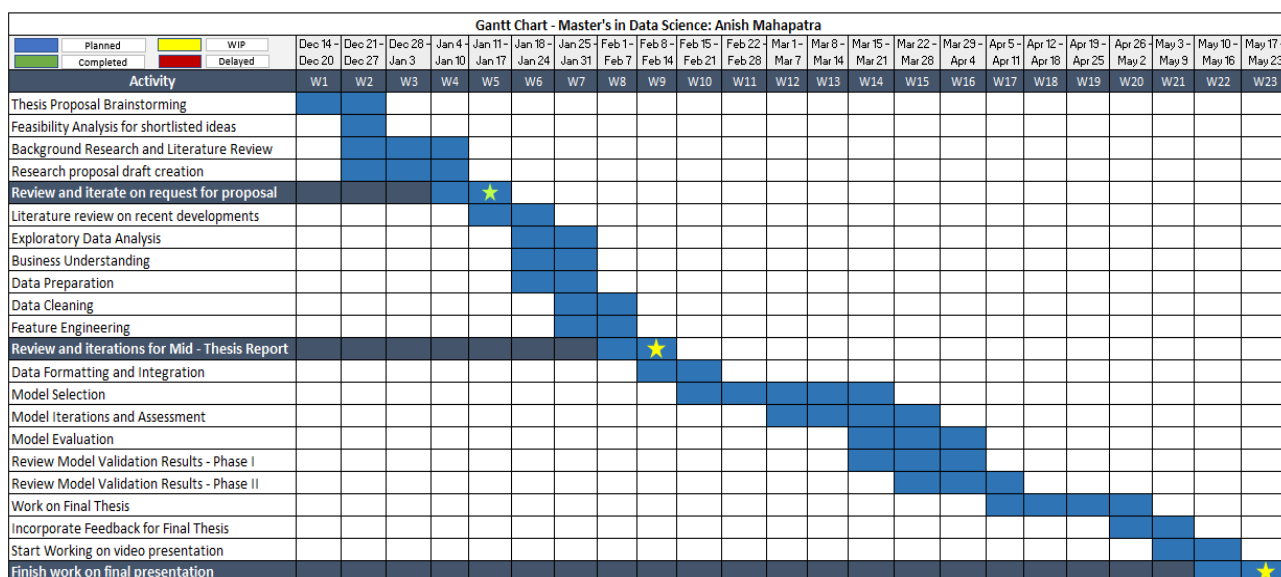 Gantt Chart - Master's in Data Science: Anish Mahapatra
Planned WIP Dec 14 - Dec 21 - Dec 28 - Jan 4 - Jan 11 - Jan 18 - Jan 25 - Feb 1 - Feb 8 - Feb 15 - Feb 22 - Mar 1 - Mar 8 - Mar 15 - Mar 22 - Mar 29 - Apr 5 - Apr 12 - Apr 19 - Apr 26 - May 3 - May 10 - May 17 -
Completed Delayed Dec 20 Dec 27 Jan 3 Jan 10 Jan 17 Jan 24 Jan 31 Feb 7 Feb 14 Feb 21 Feb 28 Mar 7 Mar 14 Mar 21 Mar 28 Apr 4 Apr 11 Apr 18 Apr 25 May 2 May 9 May 16 May 23
Activity W1 W2 W3 W4 W5 W6 W7 W8 W9 W10 W11 W12 W13 W14 W15 W16 W17 W18 W19 W20 W21 W22 W23
Thesis Proposal Brainstorming
Feasibility Analysis for shortlisted ideas
Background Research and Literature Review
Research proposal draft creation
Review and iterate on request for proposal
Literature review on recent developments
Exploratory Data Analysis
Business Understanding
Data Preparation
Data Cleaning
Feature Engineering
Review and iterations for Mid - Thesis Report
Data Formatting and Integration
Model Selection
Model Iterations and Assessment
Model Evaluation
Review Model Validation Results - Phase I
Review Model Validation Results - Phase II
Work on Final Thesis
Incorporate Feedback for Final Thesis
Start Working on video presentation
Finish work on final presentation